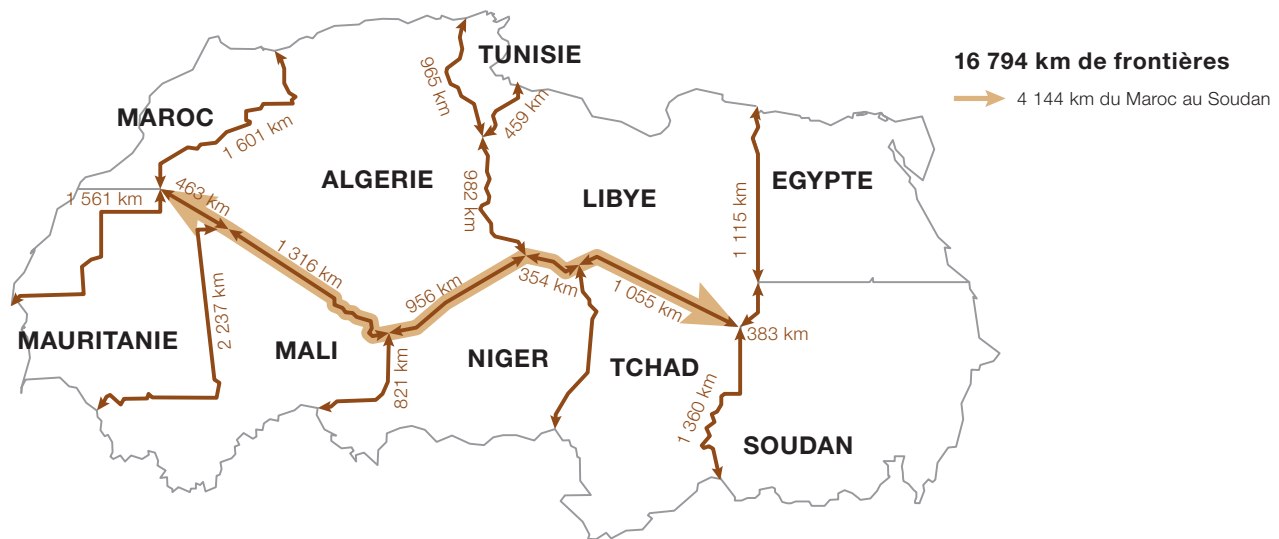 TUNISIE
16 794 km de frontières
965 km
4 144 km du Maroc au Soudan
459 km
MAROC
1 601 km
ALGERIE
EGYPTE
463 km
1 561 km
982 km
LIBYE
1 115 km
1 316 km
956 km
354 km
1 055 km
2 237 km
MAURITANIE
383 km
MALI
NIGER
TCHAD
821 km
1 360 km
SOUDAN